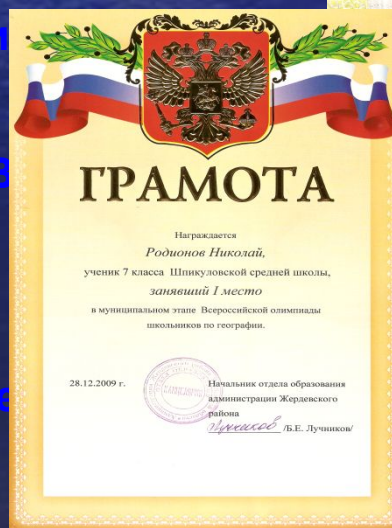 ГРАМОТА
Награждается
Родионов Николай,
ученик 7 класса Шпикуловской средней школы,
занявший I место
в муниципальном этапе Всероссийской олимпиады
школьников по географии.
28.12.2009 г.
Начальник отдела образования
администрации Жердевского
района
/Б.Е. Лучников/